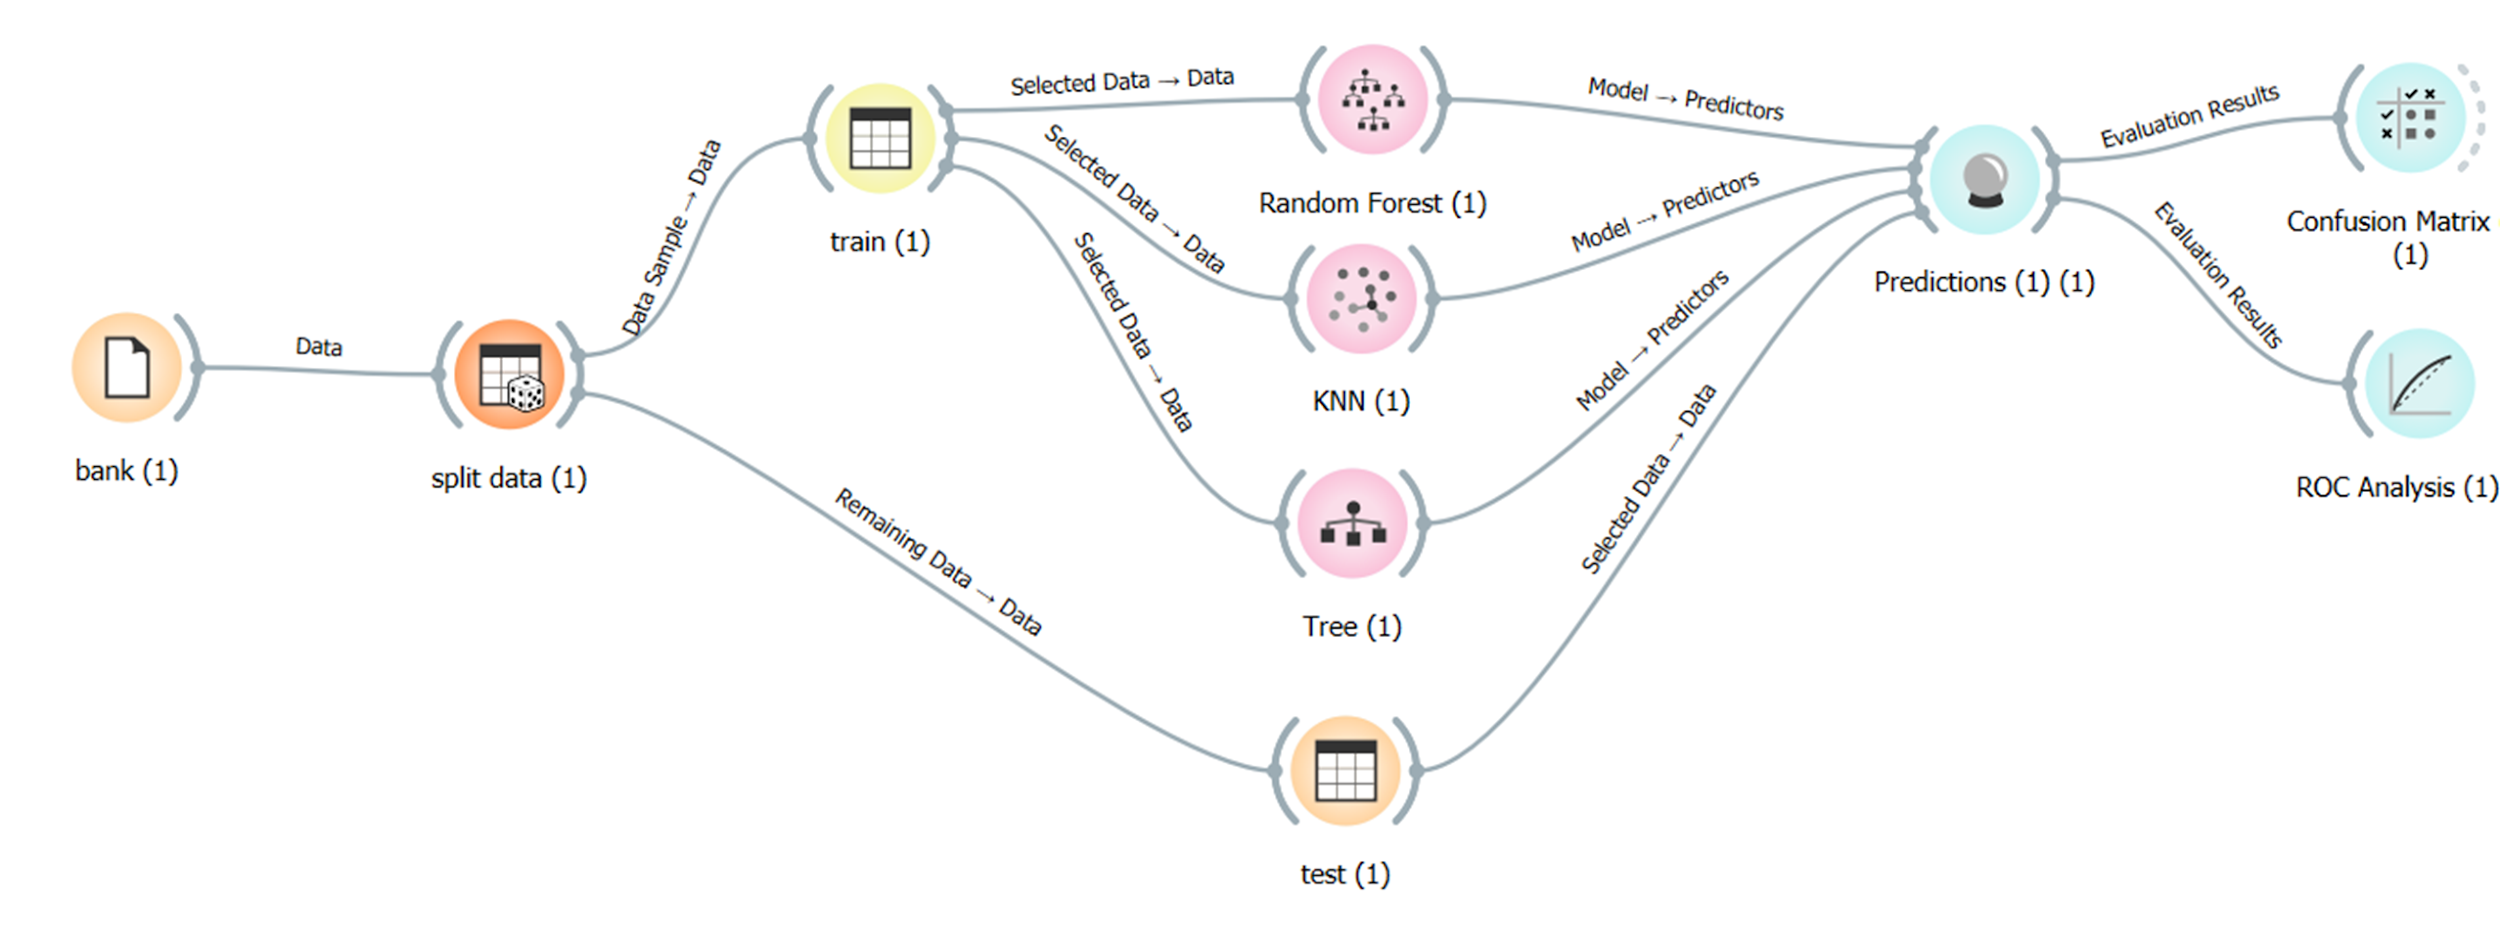 bank (1)
Data
split data (1)
Data Sample → Data
Remaining Data → Data
train (1)
Selected Data → Data
Selected Data → Data
Selected Data → Data
Random Forest (1)
KNN (1)
Tree (1)
test (1)
Model → Predictors
Model → Predictors
Model → Predictors
Selected Data → Data
Predictions (1) (1)
Evaluation Results
Evaluation Results
Confusion Matrix
(1)
ROC Analysis (1)